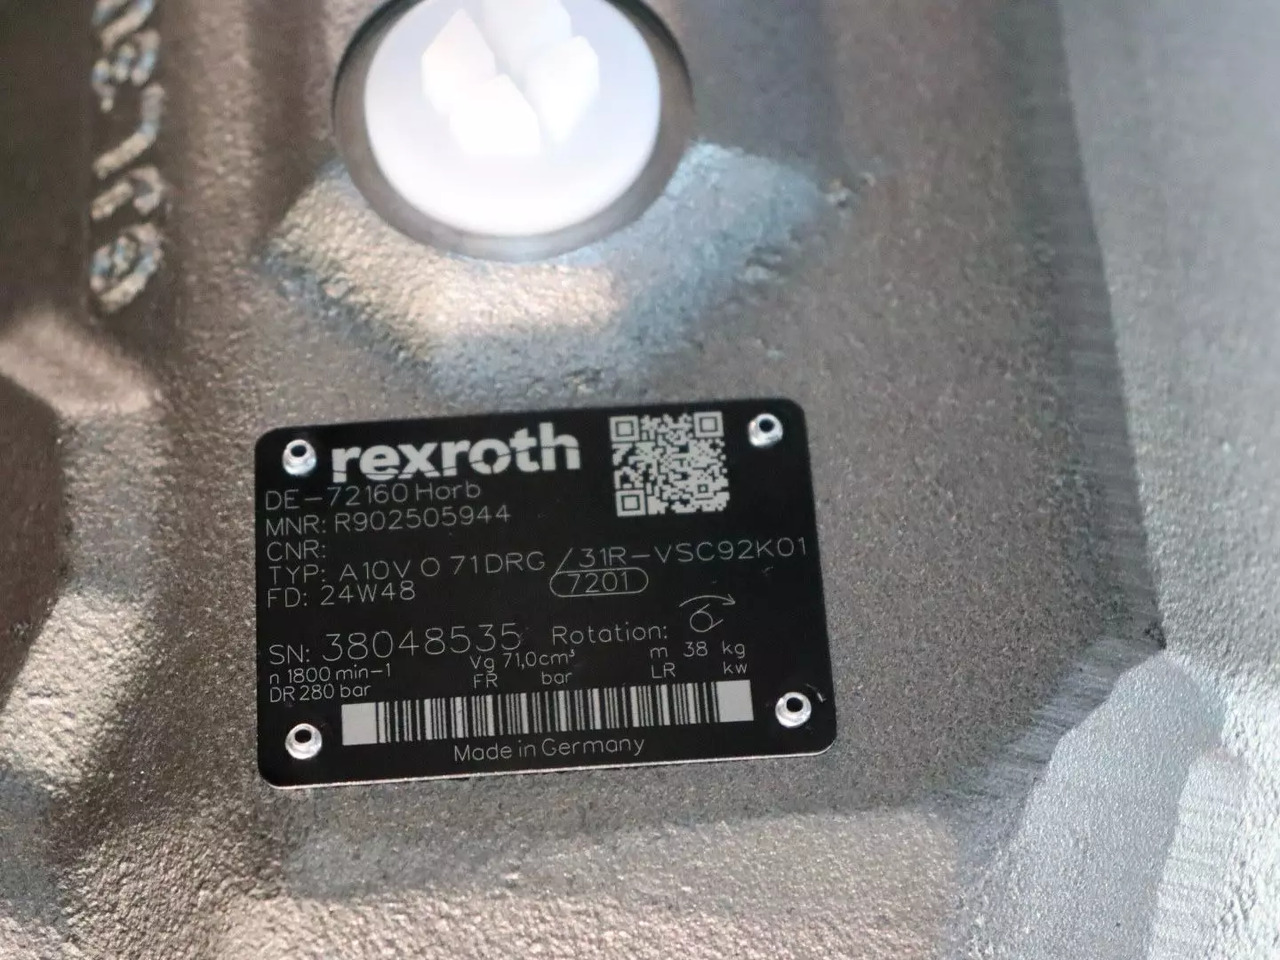 rexroth
DE-72160 Horb
MNR: R902505944
CNR:
TYP: A10V O 71DRG /31R-VSC92K01
FD: 24W48
7201
SN: 38048535 Rotation:
n 1800 min-1 Vg 71,0cm³ m 38 kg
DR 280 bar FR bar LR kw
Made in Germany